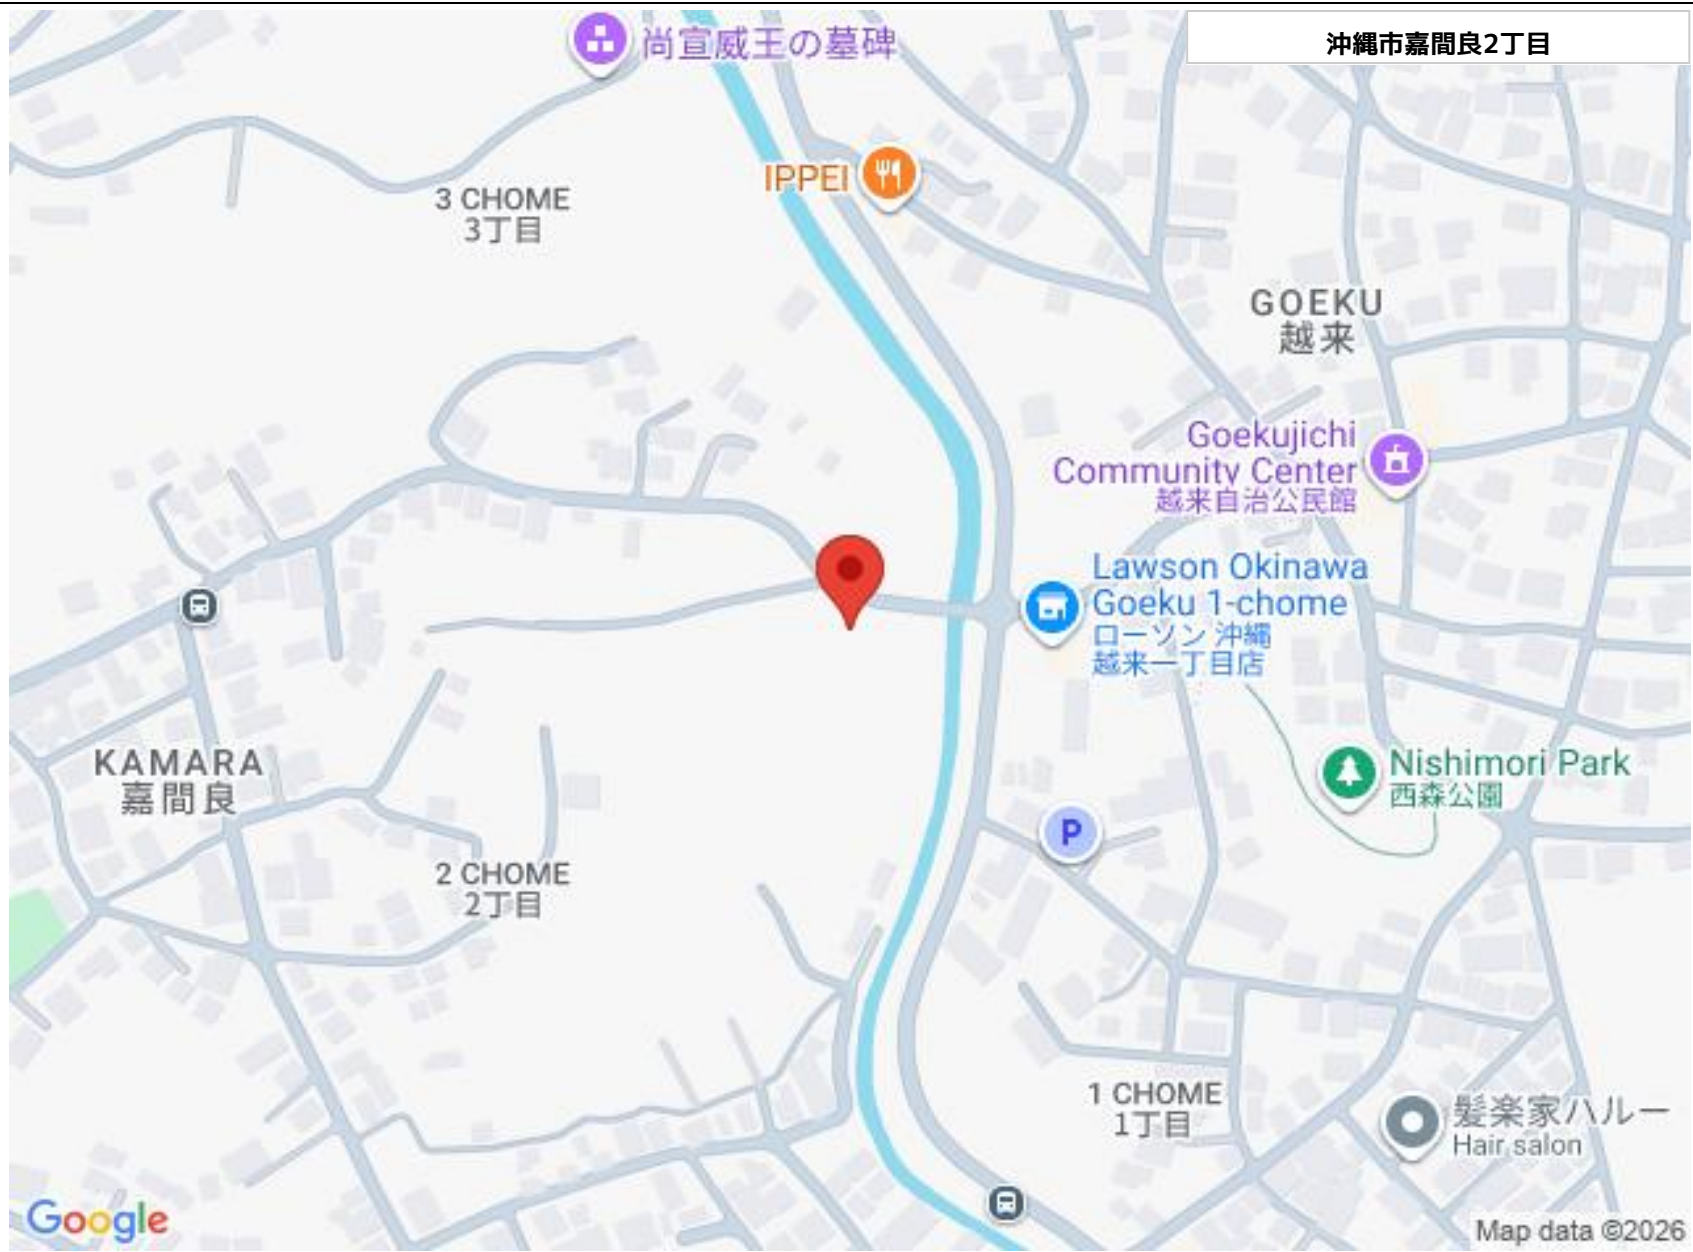 尚宣威王の墓碑
沖縄市嘉間良2丁目
IPPEI
3 CHOME
3丁目
GOEKU
越来
Goekujichi
Community Center
越来自治公民館
Lawson Okinawa
Goeku 1-chome
ローソン 沖縄
越来一丁目店
KAMARA
嘉間良
Nishimori Park
西森公園
P
2 CHOME
2丁目
1 CHOME
1丁目
髪楽家ハルー
Hair salon
Google
Map data ©2026